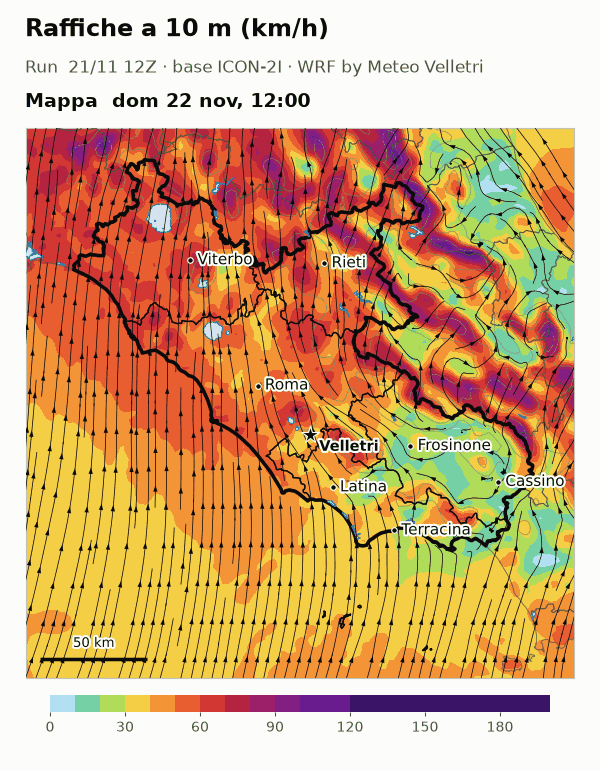 Raffiche a 10 m (km/h)
Run 21/11 12Z · base ICON-2I · WRF by Meteo Velletri
Mappa dom 22 nov, 12:00
Viterbo
Rieti
Roma
Velletri
Frosinone
Latina
Cassino
Terracina
50 km
0 30 60 90 120 150 180